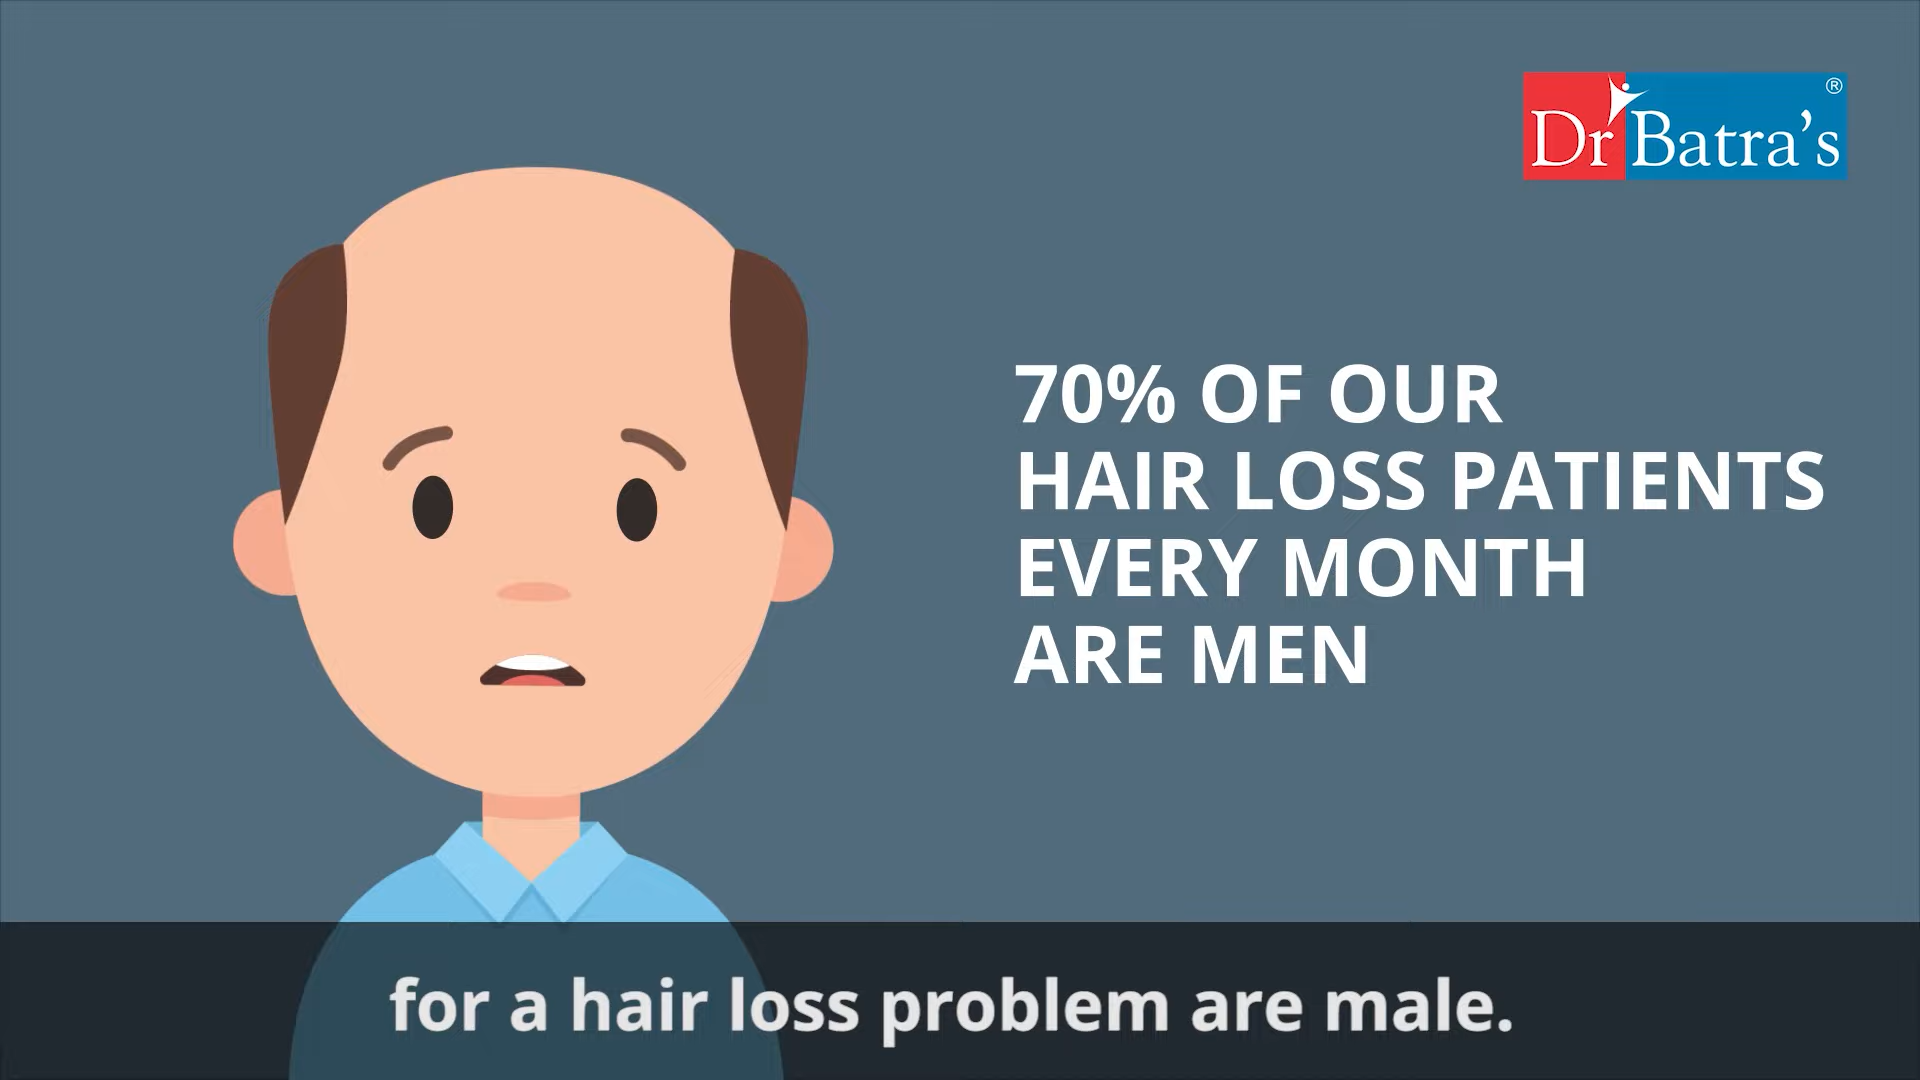 Dr Batra's®
70% OF OUR
HAIR LOSS PATIENTS
EVERY MONTH
ARE MEN
for a hair loss problem are male.